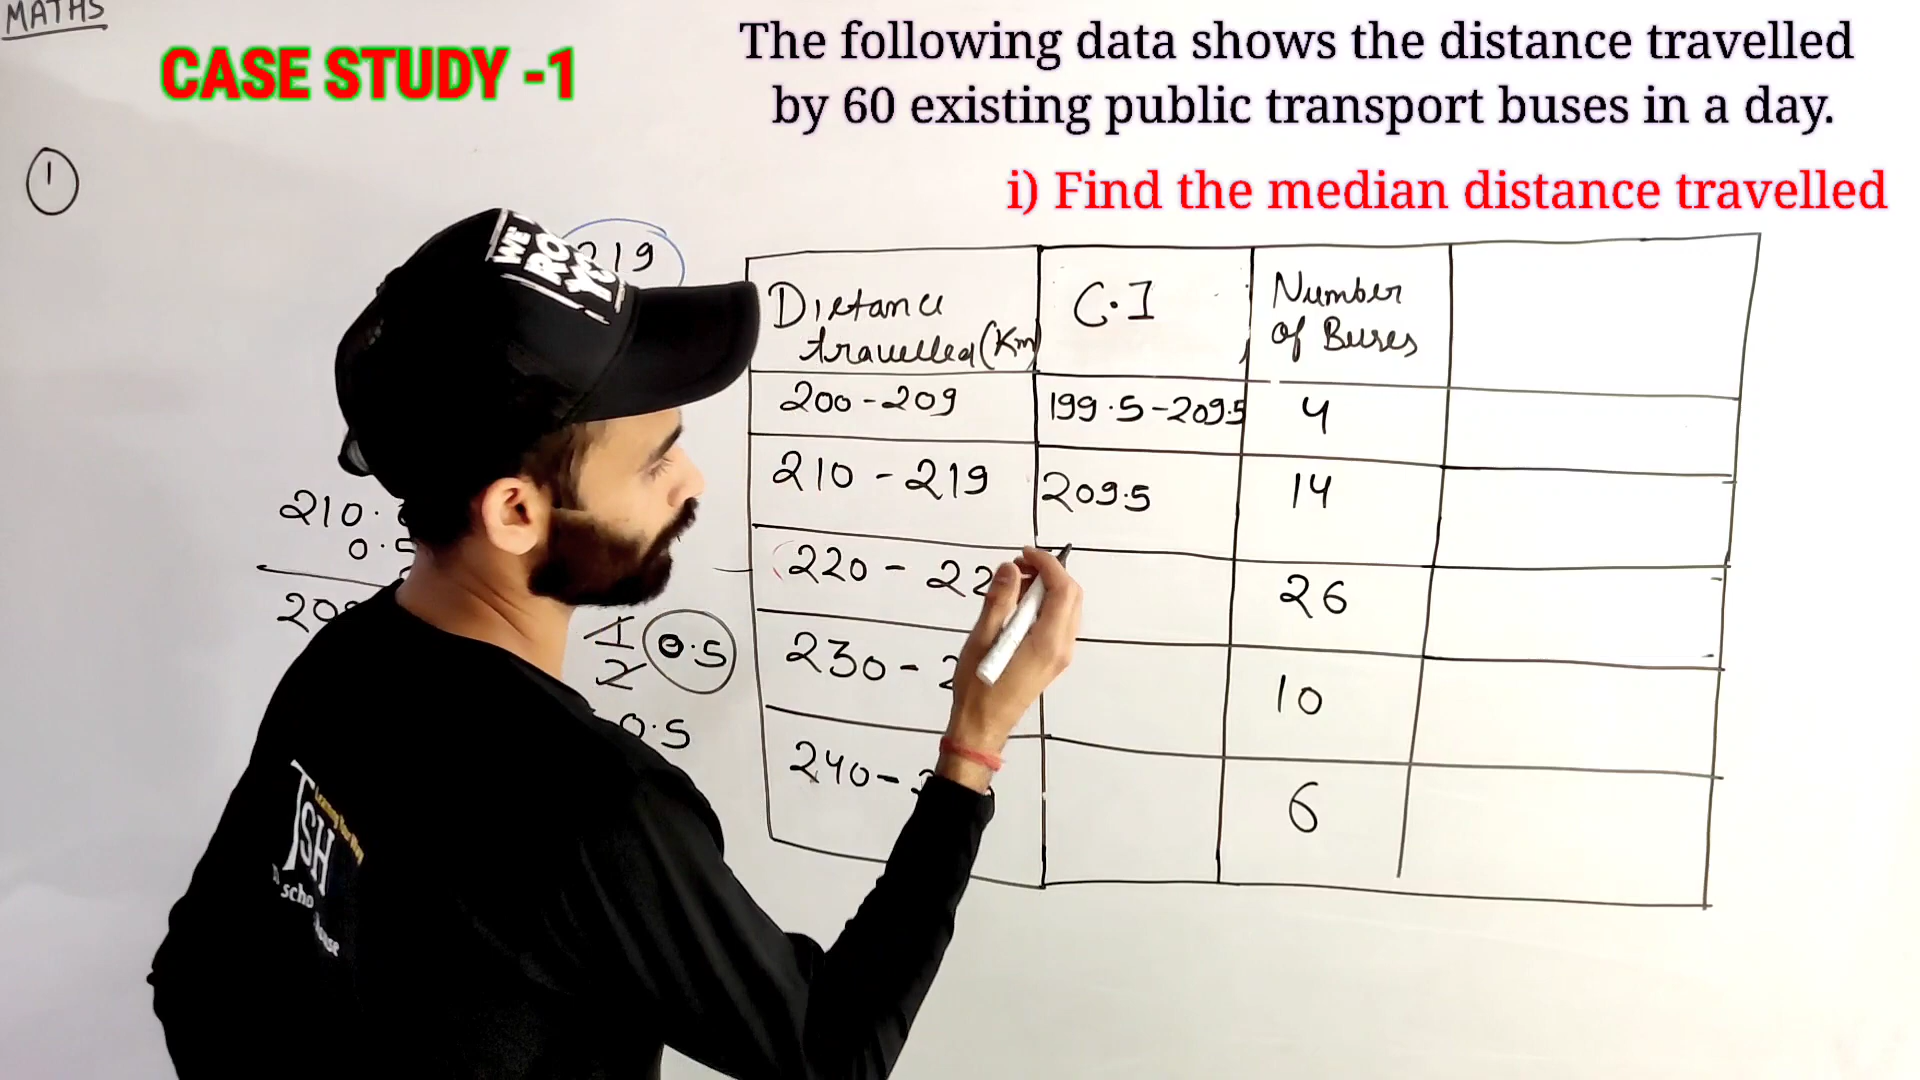 MATHS
CASE STUDY -1
The following data shows the distance travelled
by 60 existing public transport buses in a day.
i) Find the median distance travelled
1
WE
219
Distance
travelled (Km)
C.I
Number
of Buses
200-209
199.5-209.5
4
210 - 219
209.5
14
220 -
26
230 -
10
240-
6
210.
0.5
1
2
0.5
0.5
TSH